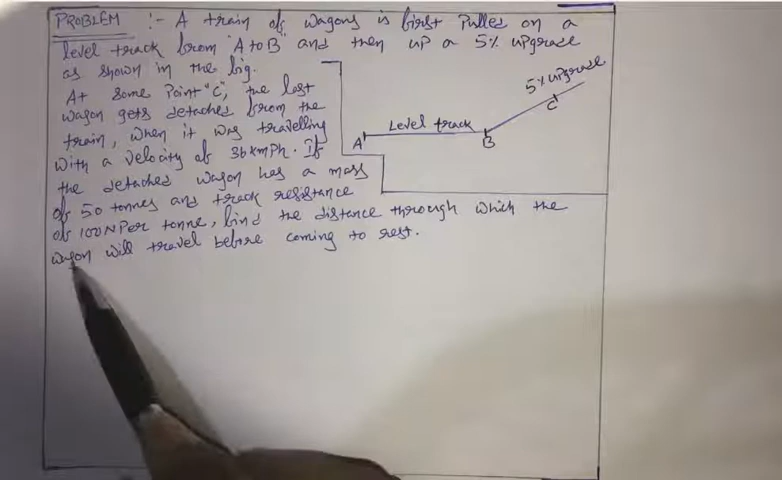 PROBLEM :- A train of wagons is first pulled on a
level track from "A to B" and then up a 5% upgrade
as shown in the fig.
At some Point "C", the last
wagon gets detached from the
train, when it was travelling
with a velocity of 36 kmPh. If
the detached wagon has a mass
of 50 tonnes and track resistance
of 100N Per tonne, find the distance through which the
wagon will travel before coming to rest.
5% upgrade
C
Level track
A
B